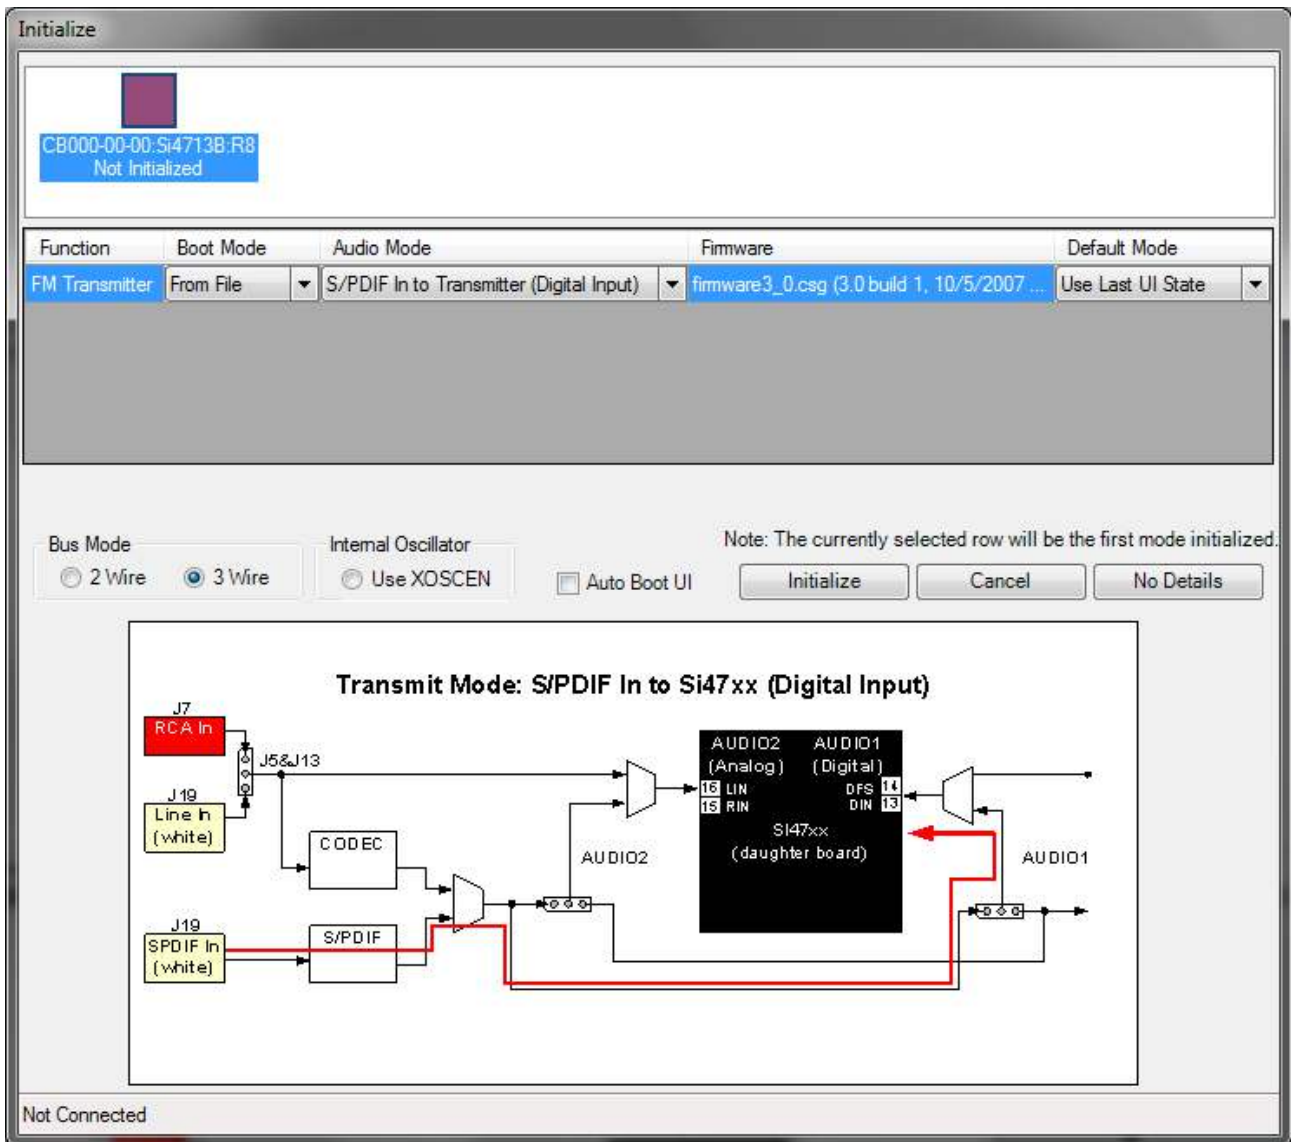 Initialize
CB000-00-00:Si4713B:R8
Not Initialized
Function Boot Mode Audio Mode Firmware Default Mode
FM Transmitter From File S/PDIF In to Transmitter (Digital Input) firmware3_0.csg (3.0 build 1, 10/5/2007 ... Use Last UI State
Note: The currently selected row will be the first mode initialized.
Bus Mode Internal Oscillator
2 Wire 3 Wire Use XOSCEN Auto Boot UI Initialize Cancel No Details
Transmit Mode: S/PDIF In to Si47xx (Digital Input)
J7
RCA In
J5&J13
J19
Line In
(white)
CODEC
AUDIO2
J19
SPDIF In
(white)
S/PDIF
AUDIO2 AUDIO1
(Analog) (Digital)
16 LIN DFS 14
15 RIN DIN 13
SI47xx
(daughter board)
AUDIO1
Not Connected